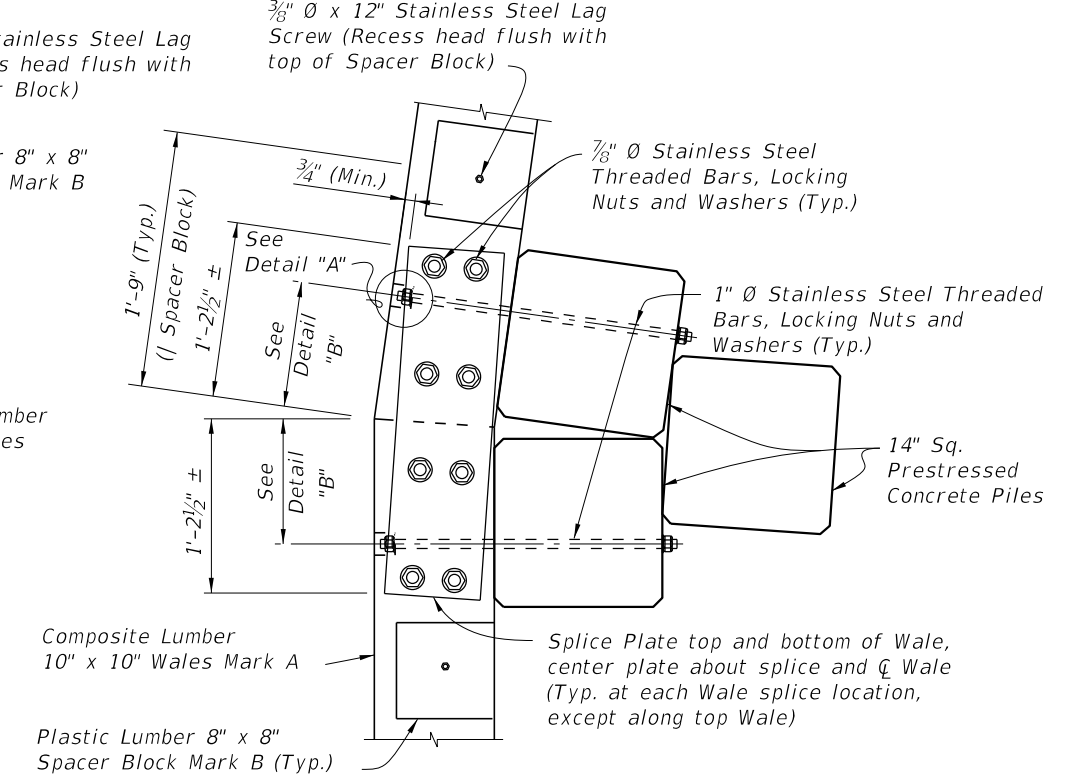 tainless Steel Lag
s head flush with
r Block)
⅜" Ø x 12" Stainless Steel Lag
Screw (Recess head flush with
top of Spacer Block)
r 8" x 8"
Mark B
¾" (Min.)
⅞" Ø Stainless Steel
Threaded Bars, Locking
Nuts and Washers (Typ.)
1'-9" (Typ.)
(| Spacer Block)
1'-2½" ±
See
Detail "A"
See
Detail
"B"
1" Ø Stainless Steel Threaded
Bars, Locking Nuts and
Washers (Typ.)
mber
es
1'-2½" ±
See
Detail
"B"
14" Sq.
Prestressed
Concrete Piles
Composite Lumber
10" x 10" Wales Mark A
Splice Plate top and bottom of Wale,
center plate about splice and ℄ Wale
(Typ. at each Wale splice location,
except along top Wale)
Plastic Lumber 8" x 8"
Spacer Block Mark B (Typ.)